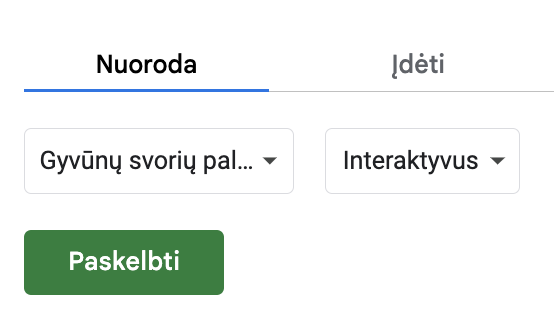 Nuoroda Įdėti
Gyvūnų svorių pal... Interaktyvus
Paskelbti